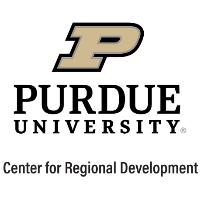 P
PURDUE
UNIVERSITY®
Center for Regional Development